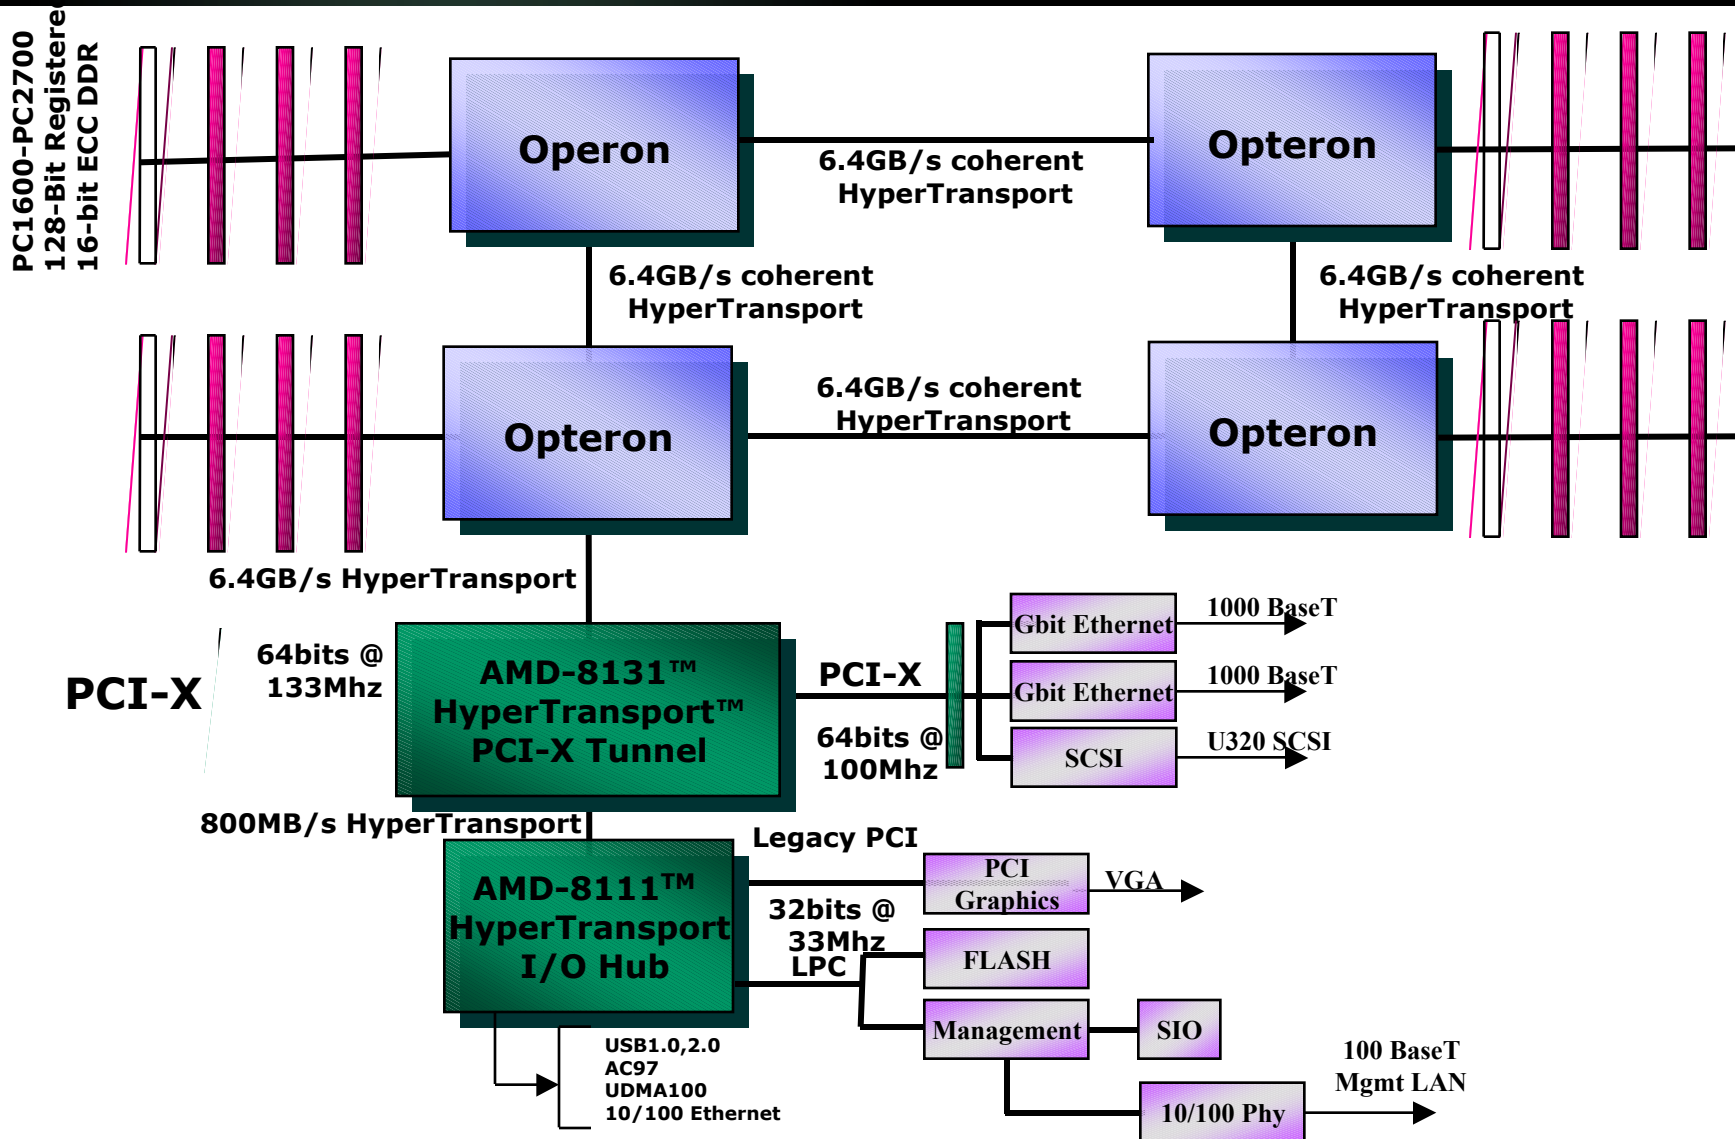 PC1600-PC2700
128-Bit Registered
16-bit ECC DDR
Operon
6.4GB/s coherent
HyperTransport
Opteron
6.4GB/s coherent
HyperTransport
6.4GB/s coherent
HyperTransport
Opteron
6.4GB/s coherent
HyperTransport
Opteron
6.4GB/s HyperTransport
PCI-X
64bits @
133Mhz
AMD-8131™
HyperTransport™
PCI-X Tunnel
PCI-X
64bits @
100Mhz
Gbit Ethernet
1000 BaseT
Gbit Ethernet
1000 BaseT
SCSI
U320 SCSI
800MB/s HyperTransport
AMD-8111™
HyperTransport
I/O Hub
Legacy PCI
32bits @
33Mhz
LPC
PCI
Graphics
VGA
FLASH
Management
SIO
10/100 Phy
100 BaseT
Mgmt LAN
USB1.0,2.0
AC97
UDMA100
10/100 Ethernet